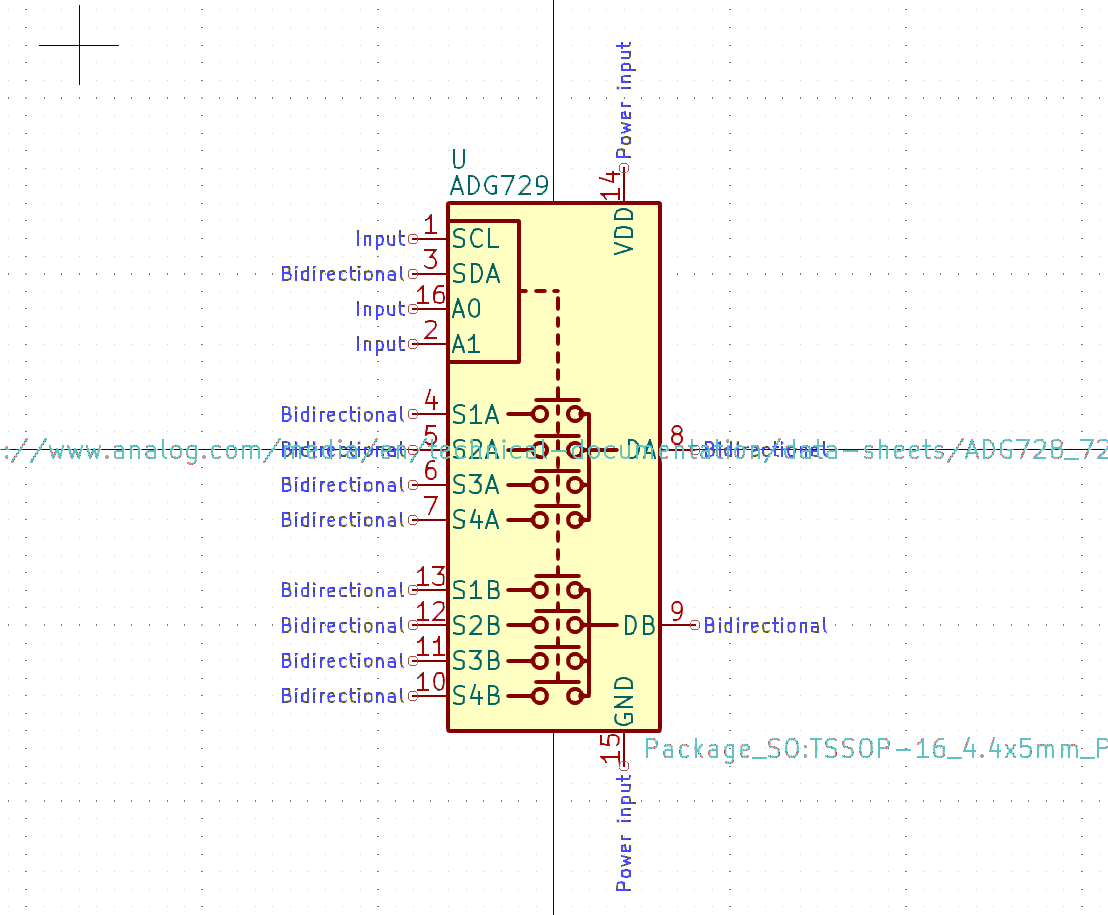 Power input
U
ADG729
14
VDD
Input 1 SCL
Bidirectional 3 SDA
Input 16 A0
Input 2 A1
Bidirectional 4 S1A
Bidirectional 5 S2A DA 8 Bidirectional
://www.analog.com/media/en/technical-documentation/data-sheets/ADG728_72
Bidirectional 6 S3A
Bidirectional 7 S4A
Bidirectional 13 S1B
Bidirectional 12 S2B DB 9 Bidirectional
Bidirectional 11 S3B
Bidirectional 10 S4B
GND
15
Package_SO:TSSOP-16_4.4x5mm_P
Power input